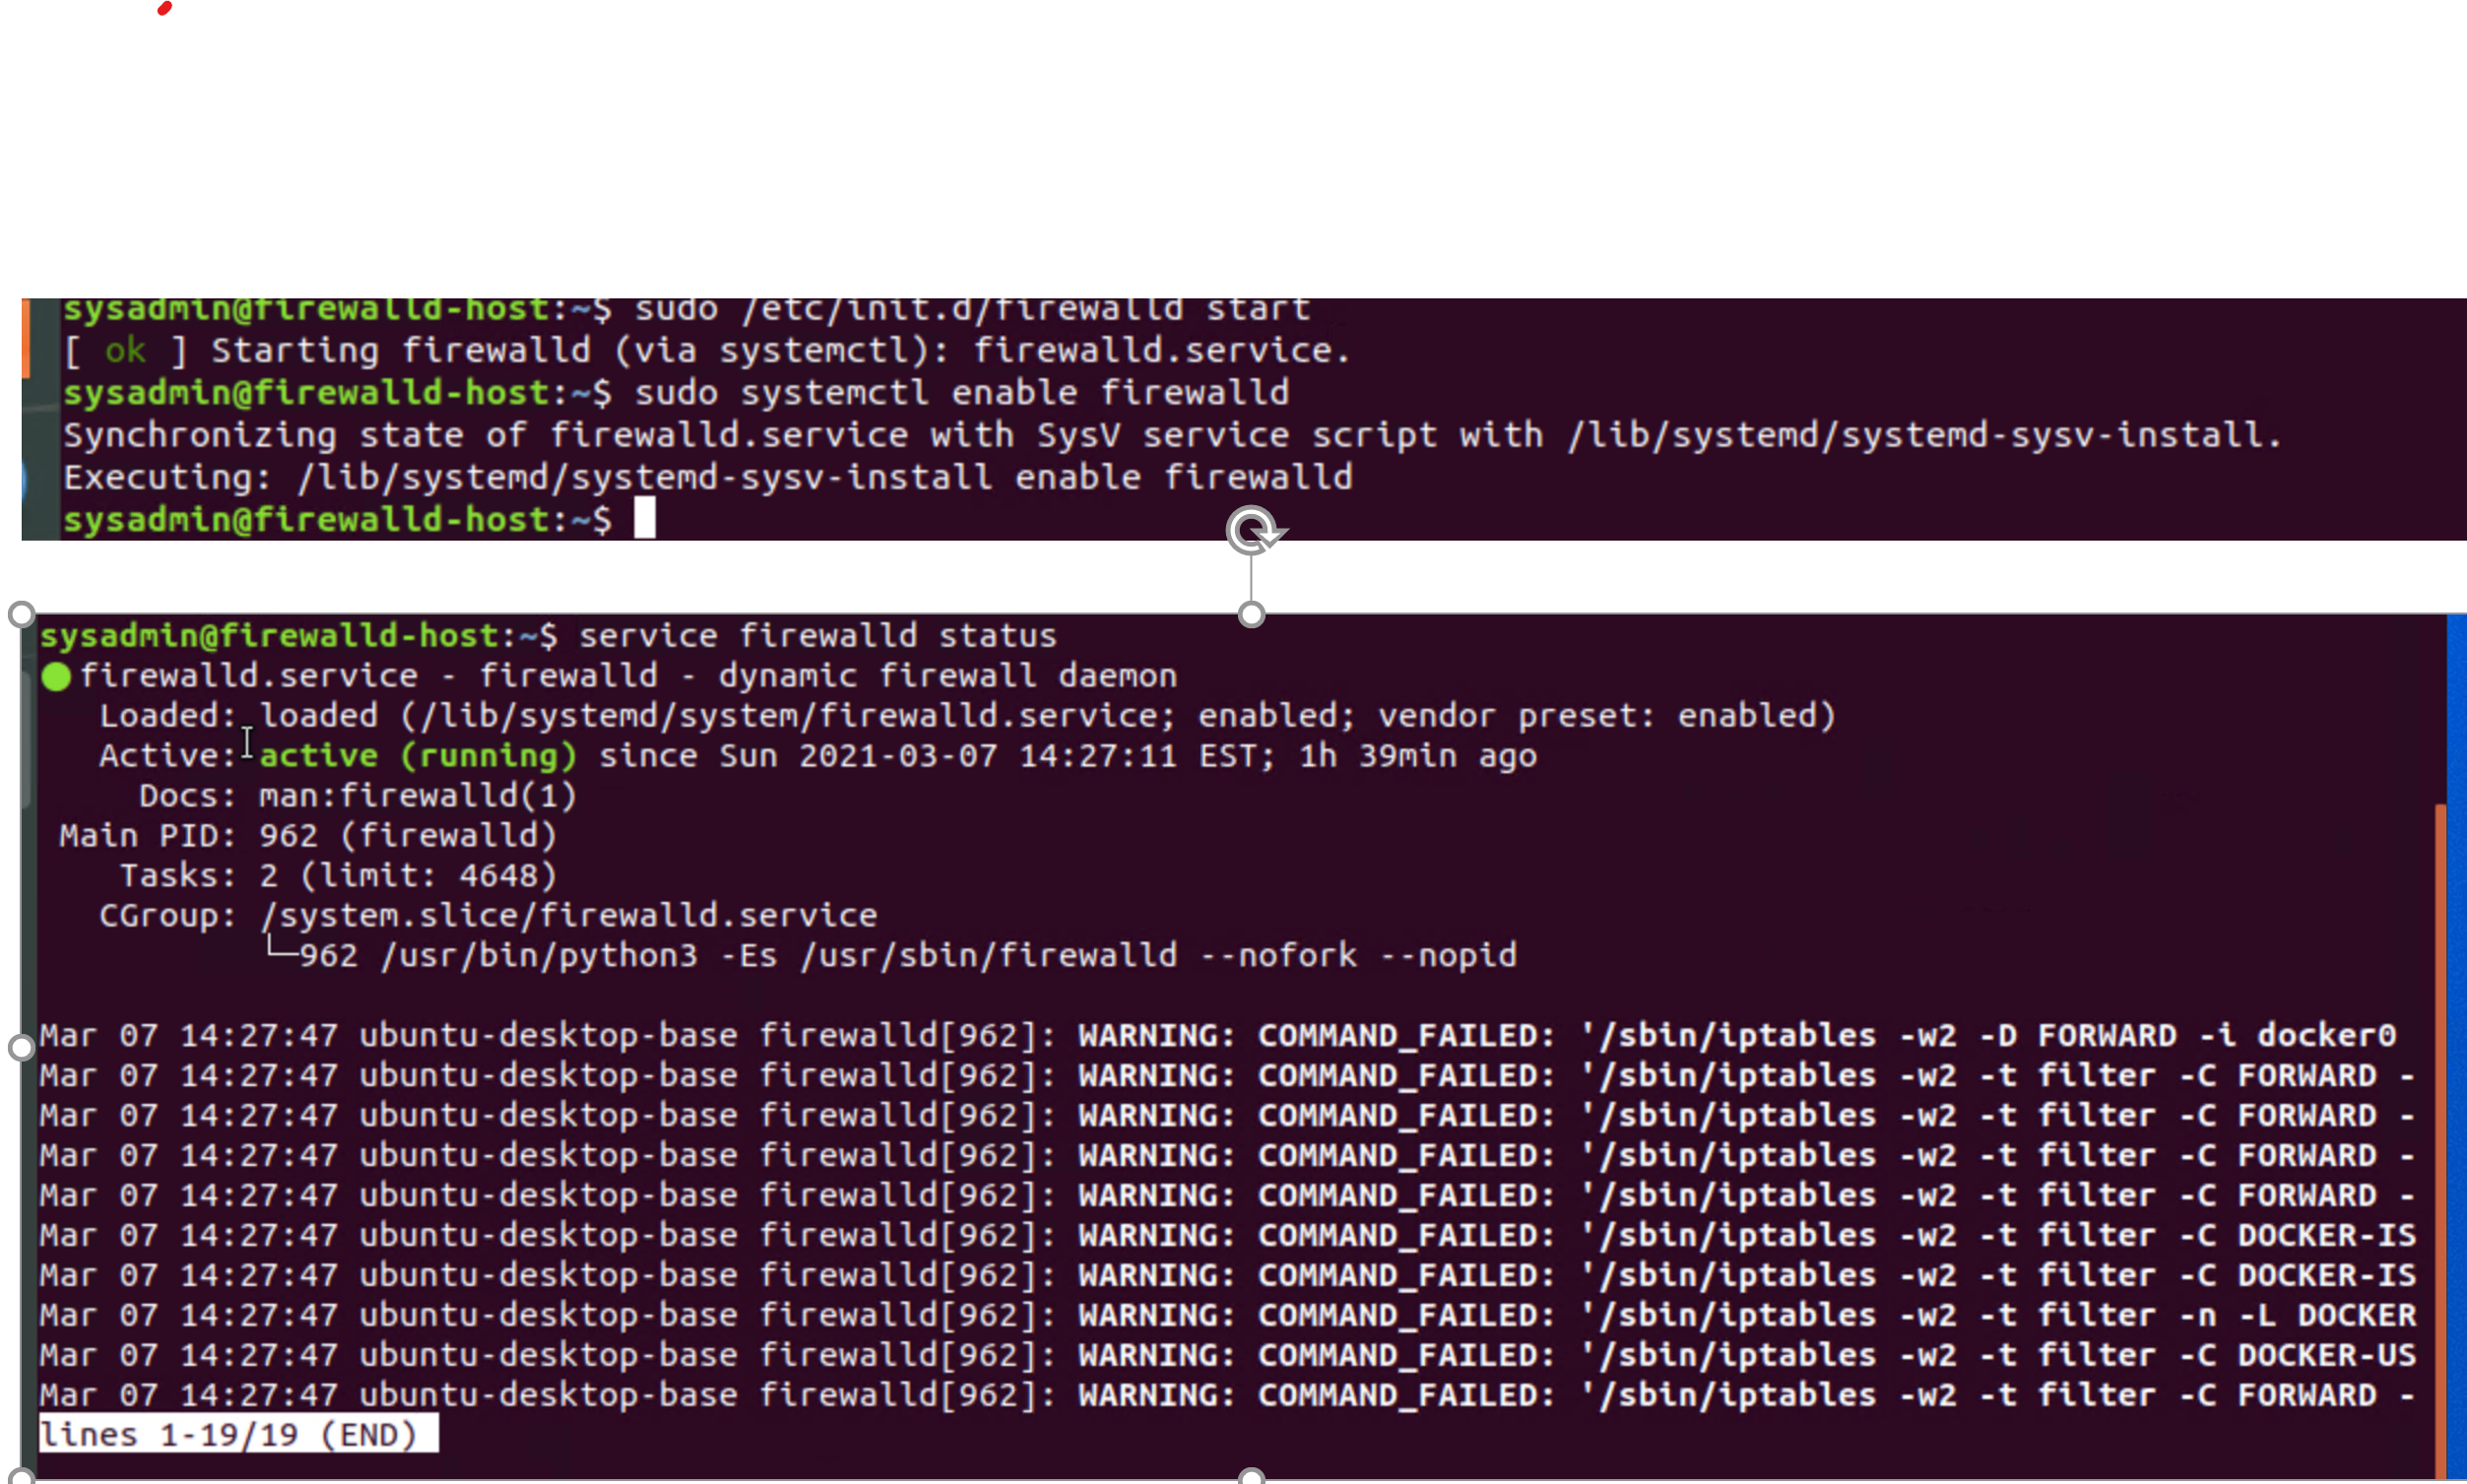 sysadmin@firewalld-host:~$ sudo /etc/init.d/firewalld start
[ ok ] Starting firewalld (via systemctl): firewalld.service.
sysadmin@firewalld-host:~$ sudo systemctl enable firewalld
Synchronizing state of firewalld.service with SysV service script with /lib/systemd/systemd-sysv-install.
Executing: /lib/systemd/systemd-sysv-install enable firewalld
sysadmin@firewalld-host:~$
sysadmin@firewalld-host:~$ service firewalld status
● firewalld.service - firewalld - dynamic firewall daemon
   Loaded: loaded (/lib/systemd/system/firewalld.service; enabled; vendor preset: enabled)
   Active: active (running) since Sun 2021-03-07 14:27:11 EST; 1h 39min ago
     Docs: man:firewalld(1)
 Main PID: 962 (firewalld)
    Tasks: 2 (limit: 4648)
   CGroup: /system.slice/firewalld.service
           └─962 /usr/bin/python3 -Es /usr/sbin/firewalld --nofork --nopid
Mar 07 14:27:47 ubuntu-desktop-base firewalld[962]: WARNING: COMMAND_FAILED: '/sbin/iptables -w2 -D FORWARD -i docker0
Mar 07 14:27:47 ubuntu-desktop-base firewalld[962]: WARNING: COMMAND_FAILED: '/sbin/iptables -w2 -t filter -C FORWARD -
Mar 07 14:27:47 ubuntu-desktop-base firewalld[962]: WARNING: COMMAND_FAILED: '/sbin/iptables -w2 -t filter -C FORWARD -
Mar 07 14:27:47 ubuntu-desktop-base firewalld[962]: WARNING: COMMAND_FAILED: '/sbin/iptables -w2 -t filter -C FORWARD -
Mar 07 14:27:47 ubuntu-desktop-base firewalld[962]: WARNING: COMMAND_FAILED: '/sbin/iptables -w2 -t filter -C FORWARD -
Mar 07 14:27:47 ubuntu-desktop-base firewalld[962]: WARNING: COMMAND_FAILED: '/sbin/iptables -w2 -t filter -C DOCKER-IS
Mar 07 14:27:47 ubuntu-desktop-base firewalld[962]: WARNING: COMMAND_FAILED: '/sbin/iptables -w2 -t filter -C DOCKER-IS
Mar 07 14:27:47 ubuntu-desktop-base firewalld[962]: WARNING: COMMAND_FAILED: '/sbin/iptables -w2 -t filter -n -L DOCKER
Mar 07 14:27:47 ubuntu-desktop-base firewalld[962]: WARNING: COMMAND_FAILED: '/sbin/iptables -w2 -t filter -C DOCKER-US
Mar 07 14:27:47 ubuntu-desktop-base firewalld[962]: WARNING: COMMAND_FAILED: '/sbin/iptables -w2 -t filter -C FORWARD -
lines 1-19/19 (END)